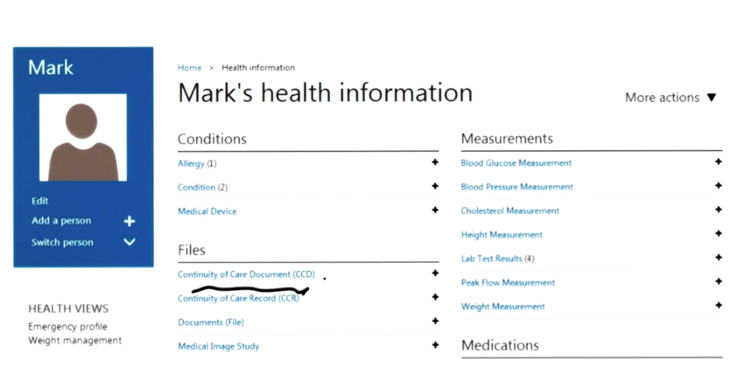 Mark
Edit
Add a person +
Switch person
HEALTH VIEWS
Emergency profile
Weight management
Home > Health information
Mark's health information
More actions ▼
Conditions
Allergy (1) +
Condition (2) +
Medical Device +
Files
Continuity of Care Document (CCD) +
Continuity of Care Record (CCR) +
Documents (File) +
Medical Image Study +
Measurements
Blood Glucose Measurement +
Blood Pressure Measurement +
Cholesterol Measurement +
Height Measurement +
Lab Test Results (4) +
Peak Flow Measurement +
Weight Measurement +
Medications